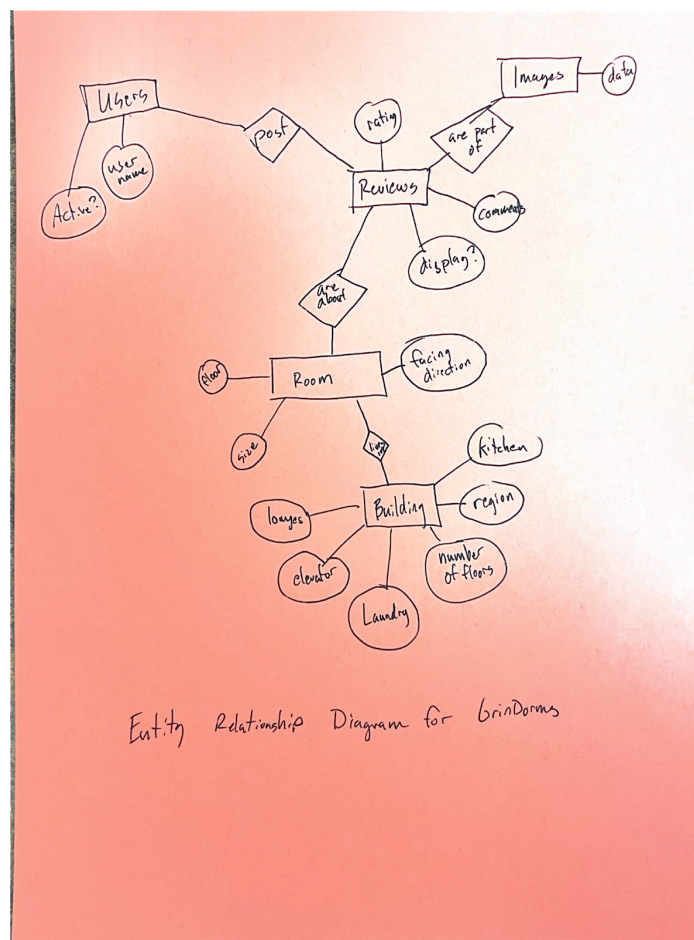 Users
Images
data
post
rating
are part
of
user
name
Reviews
Active?
comments
display?
are
about
facing
direction
floor
Room
size
kitchen
Building
region
lounges
number
of floors
elevator
Laundry
Entity Relationship Diagram for GrinDorms